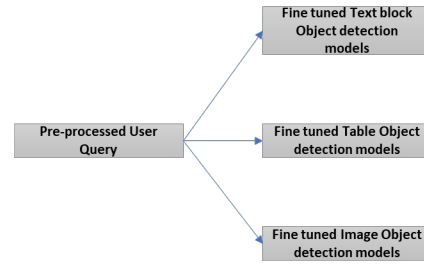 Fine tuned Text block
Object detection
models
Pre-processed User
Query
Fine tuned Table Object
detection models
Fine tuned Image Object
detection models